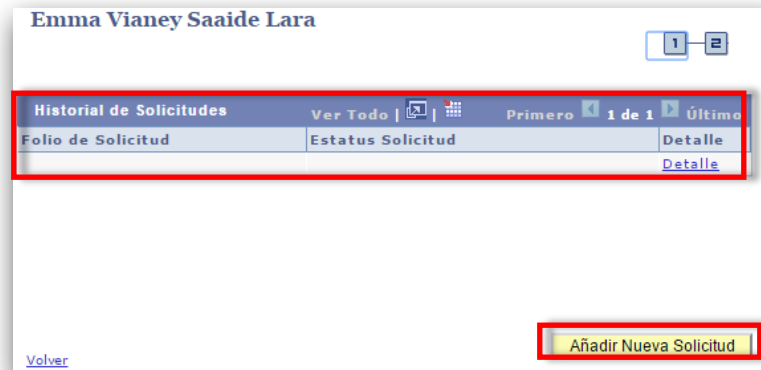 Emma Vianey Saaide Lara
1 2
Historial de Solicitudes Ver Todo | | Primero 1 de 1 Último
Folio de Solicitud Estatus Solicitud Detalle
Detalle
Añadir Nueva Solicitud
Volver